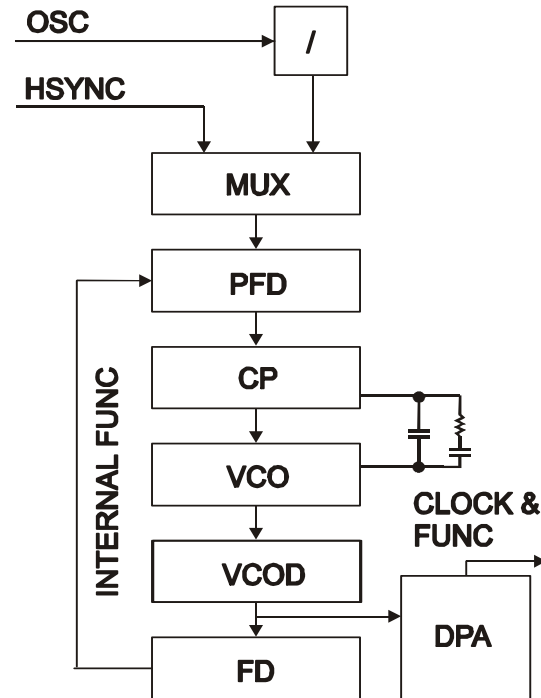 OSC
/
HSYNC
MUX
PFD
CP
INTERNAL FUNC
VCO
CLOCK &
FUNC
VCOD
DPA
FD